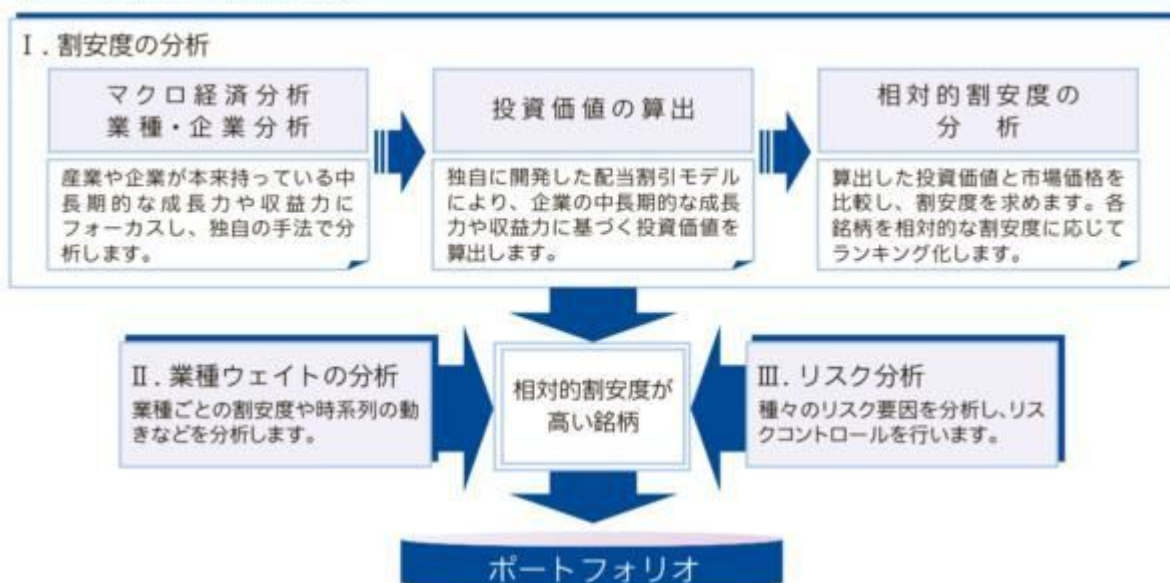 Ⅰ. 割安度の分析
マクロ経済分析
業種・企業分析
産業や企業が本来持っている中
長期的な成長力や収益力に
フォーカスし、独自の手法で分
析します。
投資価値の算出
独自に開発した配当割引モデル
により、企業の中長期的な成長
力や収益力に基づく投資価値を
算出します。
相対的割安度の
分　析
算出した投資価値と市場価格を
比較し、割安度を求めます。各
銘柄を相対的な割安度に応じて
ランキング化します。
Ⅱ. 業種ウェイトの分析
業種ごとの割安度や時系列の動
きなどを分析します。
相対的割安度が
高い銘柄
Ⅲ. リスク分析
種々のリスク要因を分析し、リス
クコントロールを行います。
ポートフォリオ